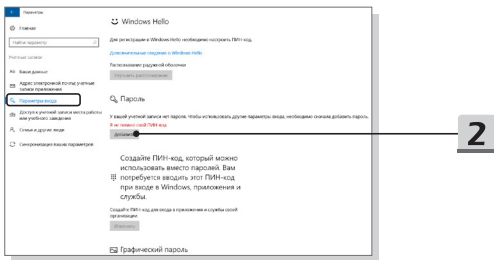 Параметры
Главная
Найти параметр
Учетные записи
Ваши данные
Адрес электронной почты; учетные
записи приложения
Параметры входа
Доступ к учетной записи места работы
или учебного заведения
Семья и другие люди
Синхронизация ваших параметров
Windows Hello
Для регистрации в Windows Hello необходимо настроить ПИН-код.
Дополнительные сведения о Windows Hello
Распознавание радужной оболочки
Улучшить распознавание
Пароль
У вашей учетной записи нет пароля. Чтобы использовать другие параметры входа, необходимо сначала добавить пароль.
Я не помню свой ПИН-код
Добавить
Создайте ПИН-код, который можно
использовать вместо паролей. Вам
потребуется вводить этот ПИН-код
при входе в Windows, приложения и
службы.
Создайте ПИН-код для входа в приложения и службы своей
организации
Изменить
Графический пароль
2